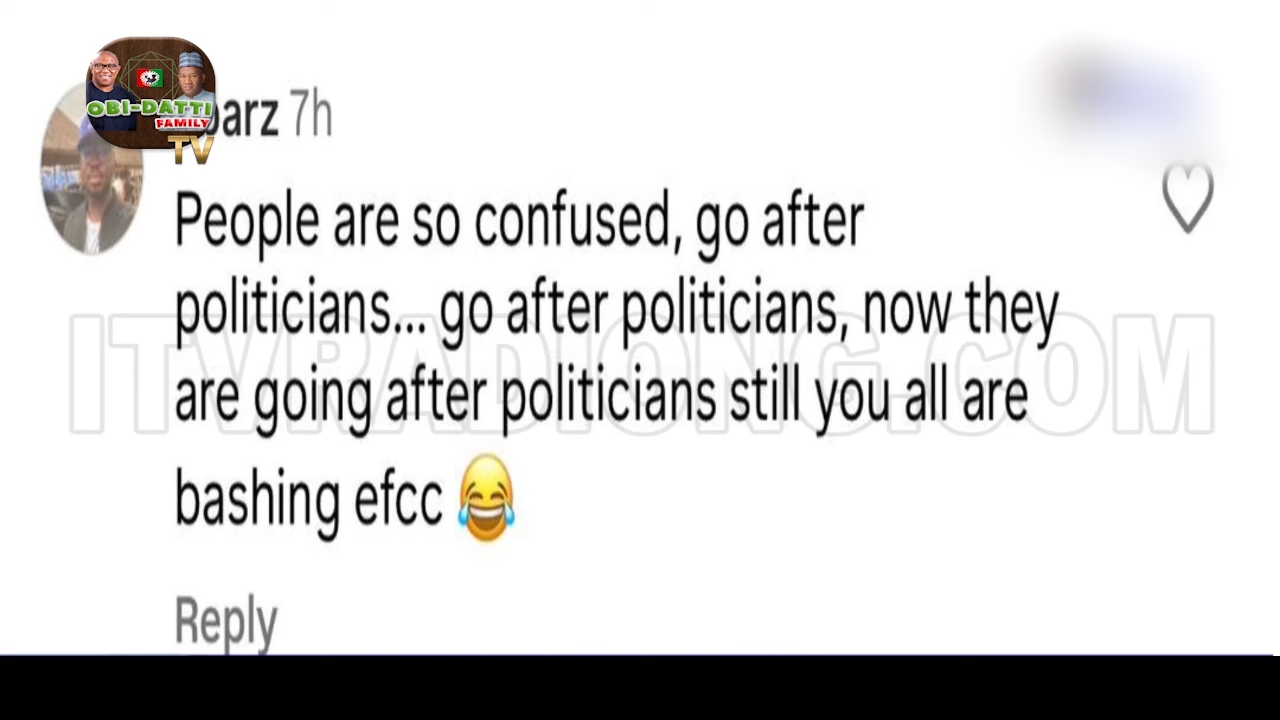 OBI-DATTI
FAMILY
TV
barz 7h
People are so confused, go after
politicians... go after politicians, now they
are going after politicians still you all are
bashing efcc 😂
Reply
ITVRADIONG.COM